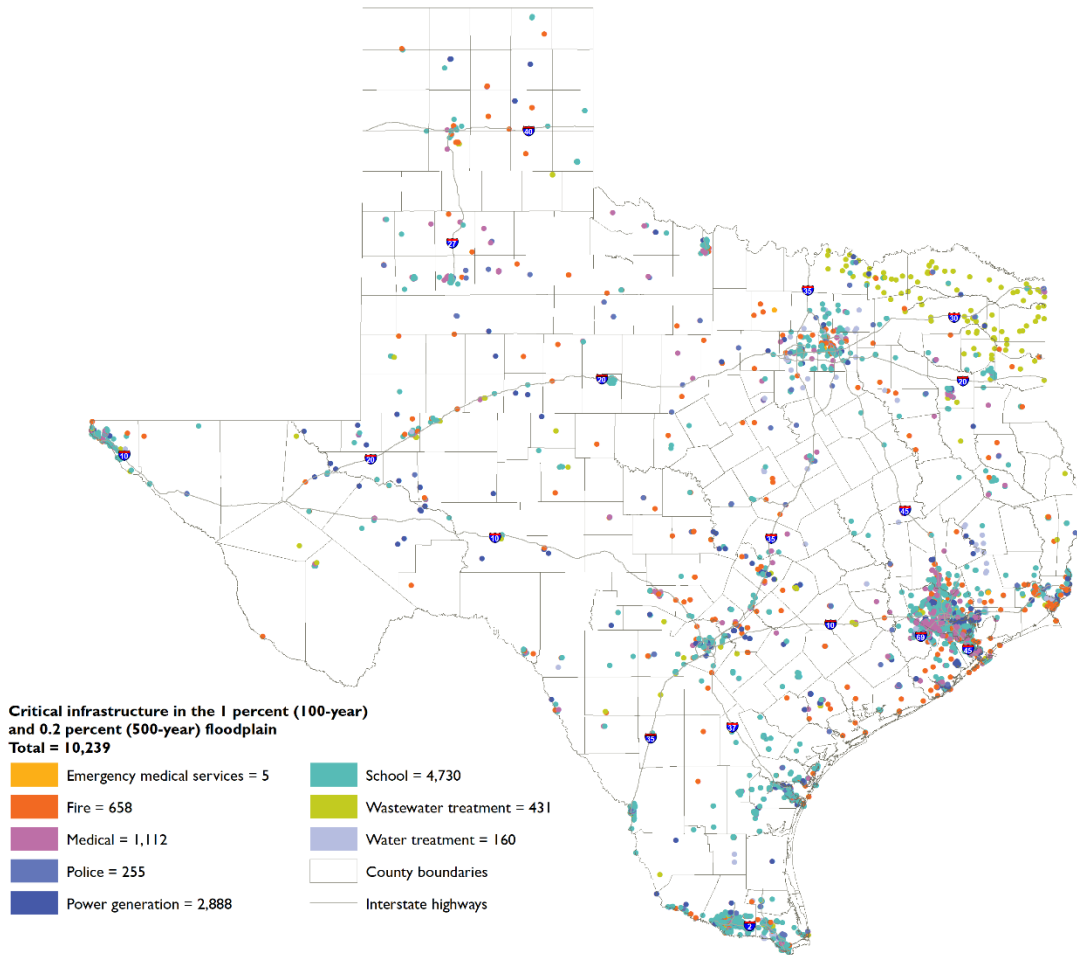 40
27
35
30
20
20
10
20
45
10
35
10
69
45
37
35
2
Critical infrastructure in the 1 percent (100-year)
and 0.2 percent (500-year) floodplain
Total = 10,239
Emergency medical services = 5
Fire = 658
Medical = 1,112
Police = 255
Power generation = 2,888
School = 4,730
Wastewater treatment = 431
Water treatment = 160
County boundaries
Interstate highways